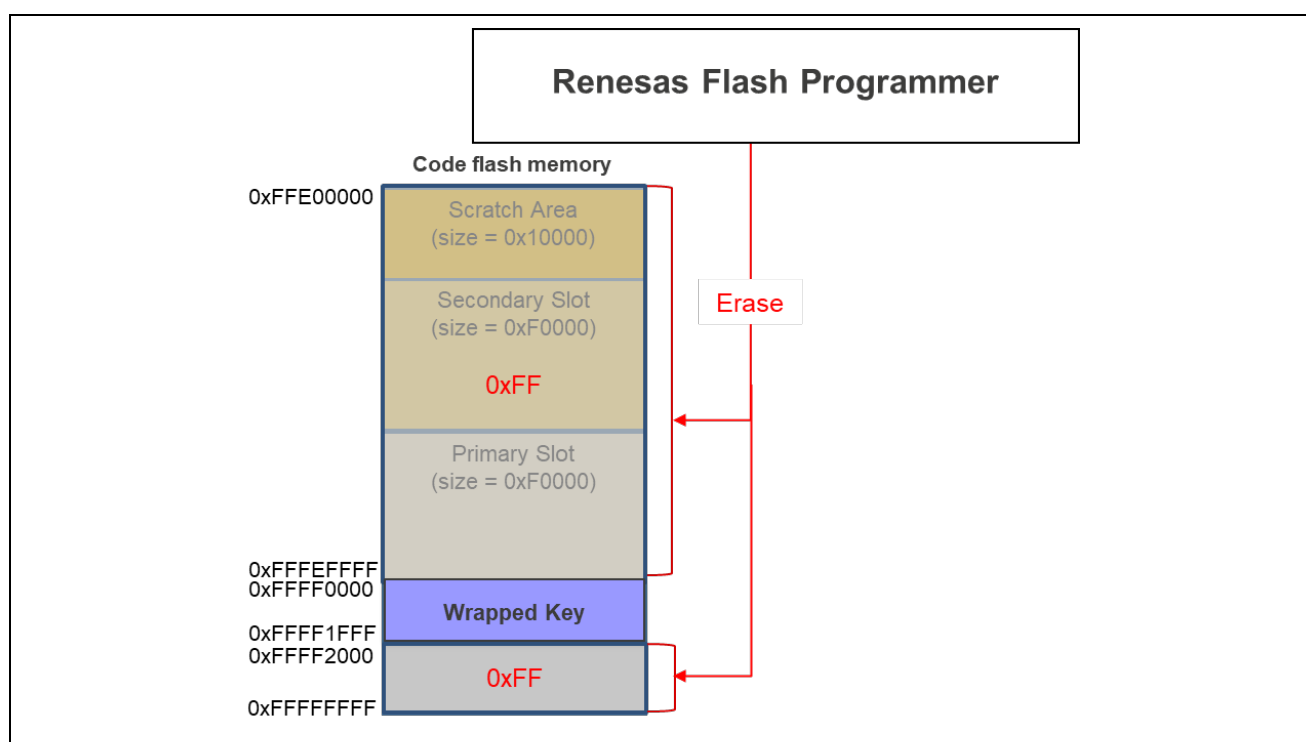 Renesas Flash Programmer
Code flash memory
0xFFE00000
Scratch Area
(size = 0x10000)
Secondary Slot
(size = 0xF0000)
Erase
0xFF
Primary Slot
(size = 0xF0000)
0xFFFEFFFF
0xFFFF0000
Wrapped Key
0xFFFF1FFF
0xFFFF2000
0xFF
0xFFFFFFFF